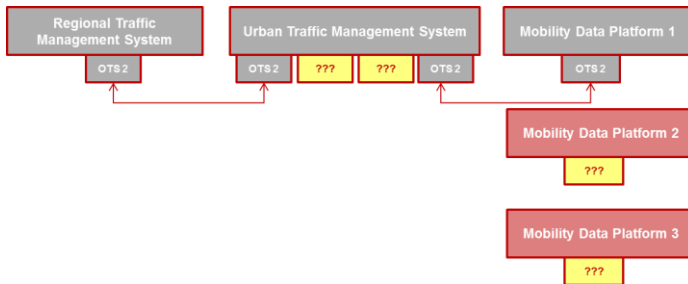 Regional Traffic
Management System
Urban Traffic Management System
Mobility Data Platform 1
OTS 2
OTS 2
???
???
OTS 2
OTS 2
Mobility Data Platform 2
???
Mobility Data Platform 3
???